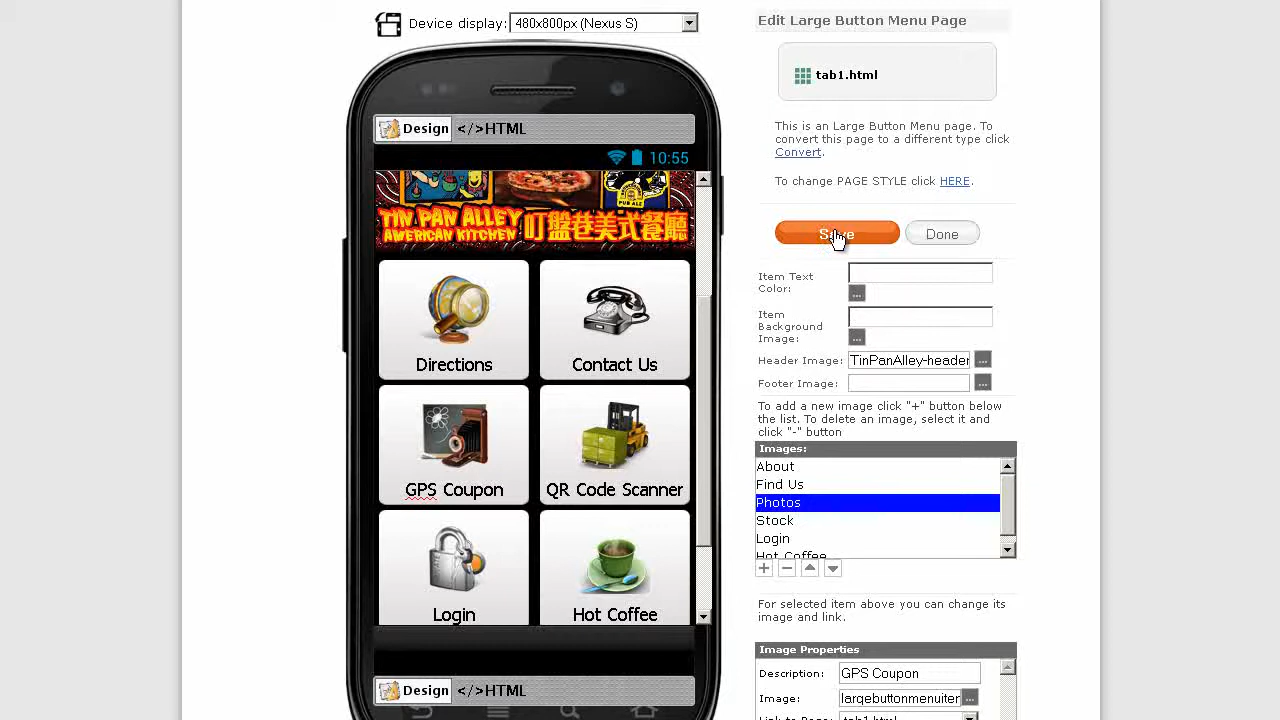 Device display: 480x800px (Nexus S)
Edit Large Button Menu Page
tab1.html
This is a Large Button Menu Page. To
convert this page to a different type click
Convert.
To change PAGE STYLE click HERE.
Save Done
Design </>HTML
10:55
PUB ALE
TIN PAN ALLEY
AMERICAN KITCHEN
叮盤巷美式餐廳
Directions
Contact Us
GPS Coupon
QR Code Scanner
Login
Hot Coffee
Design </>HTML
Item Text
Color:
...
Item
Background
Image:
...
Header Image: TinPanAlley-header ...
Footer Image: ...
To add a new image click "+" button below
the list. To delete an image, select it and
click "-" button
Images:
About
Find Us
Photos
Stock
Login
Hot Coffee
For selected item above you can change its
image and link.
Image Properties
Description: GPS Coupon
...